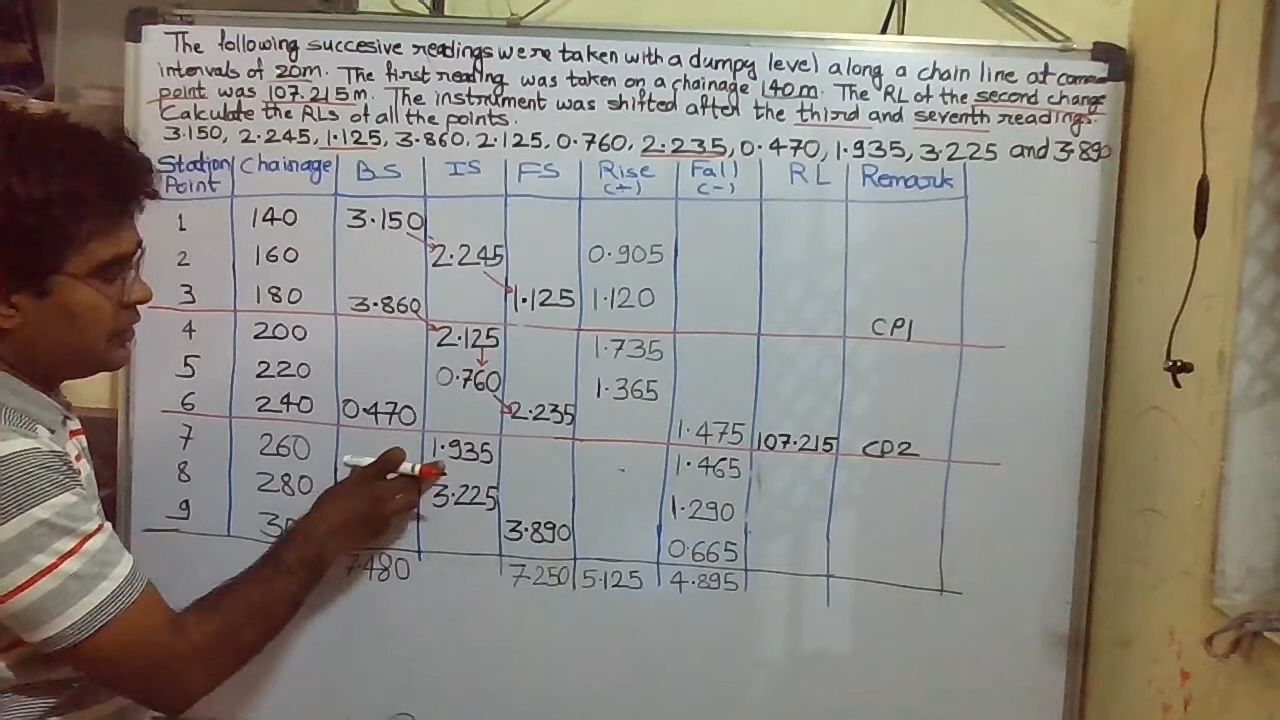 The following succesive readings were taken with a dumpy level along a chain line at common
intervals of 20m. The first reading was taken on a chainage 140m. The RL of the second change
point was 107.215m. The instrument was shifted after the third and seventh readings.
Calculate the RLs of all the points.
3.150, 2.245, 1.125, 3.860, 2.125, 0.760, 2.235, 0.470, 1.935, 3.225 and 3.890
Station Point Chainage BS IS FS Rise (+) Fall (-) RL Remark
1 140 3.150
2 160 2.245 0.905
3 180 3.860 1.125 1.120 CP1
4 200 2.125 1.735
5 220 0.760 1.365
6 240 0.470 2.235 1.475 107.215 CP2
7 260 1.935 1.465
8 280 3.225 1.290
9 3.890 0.665
7.480 7.250 5.125 4.895